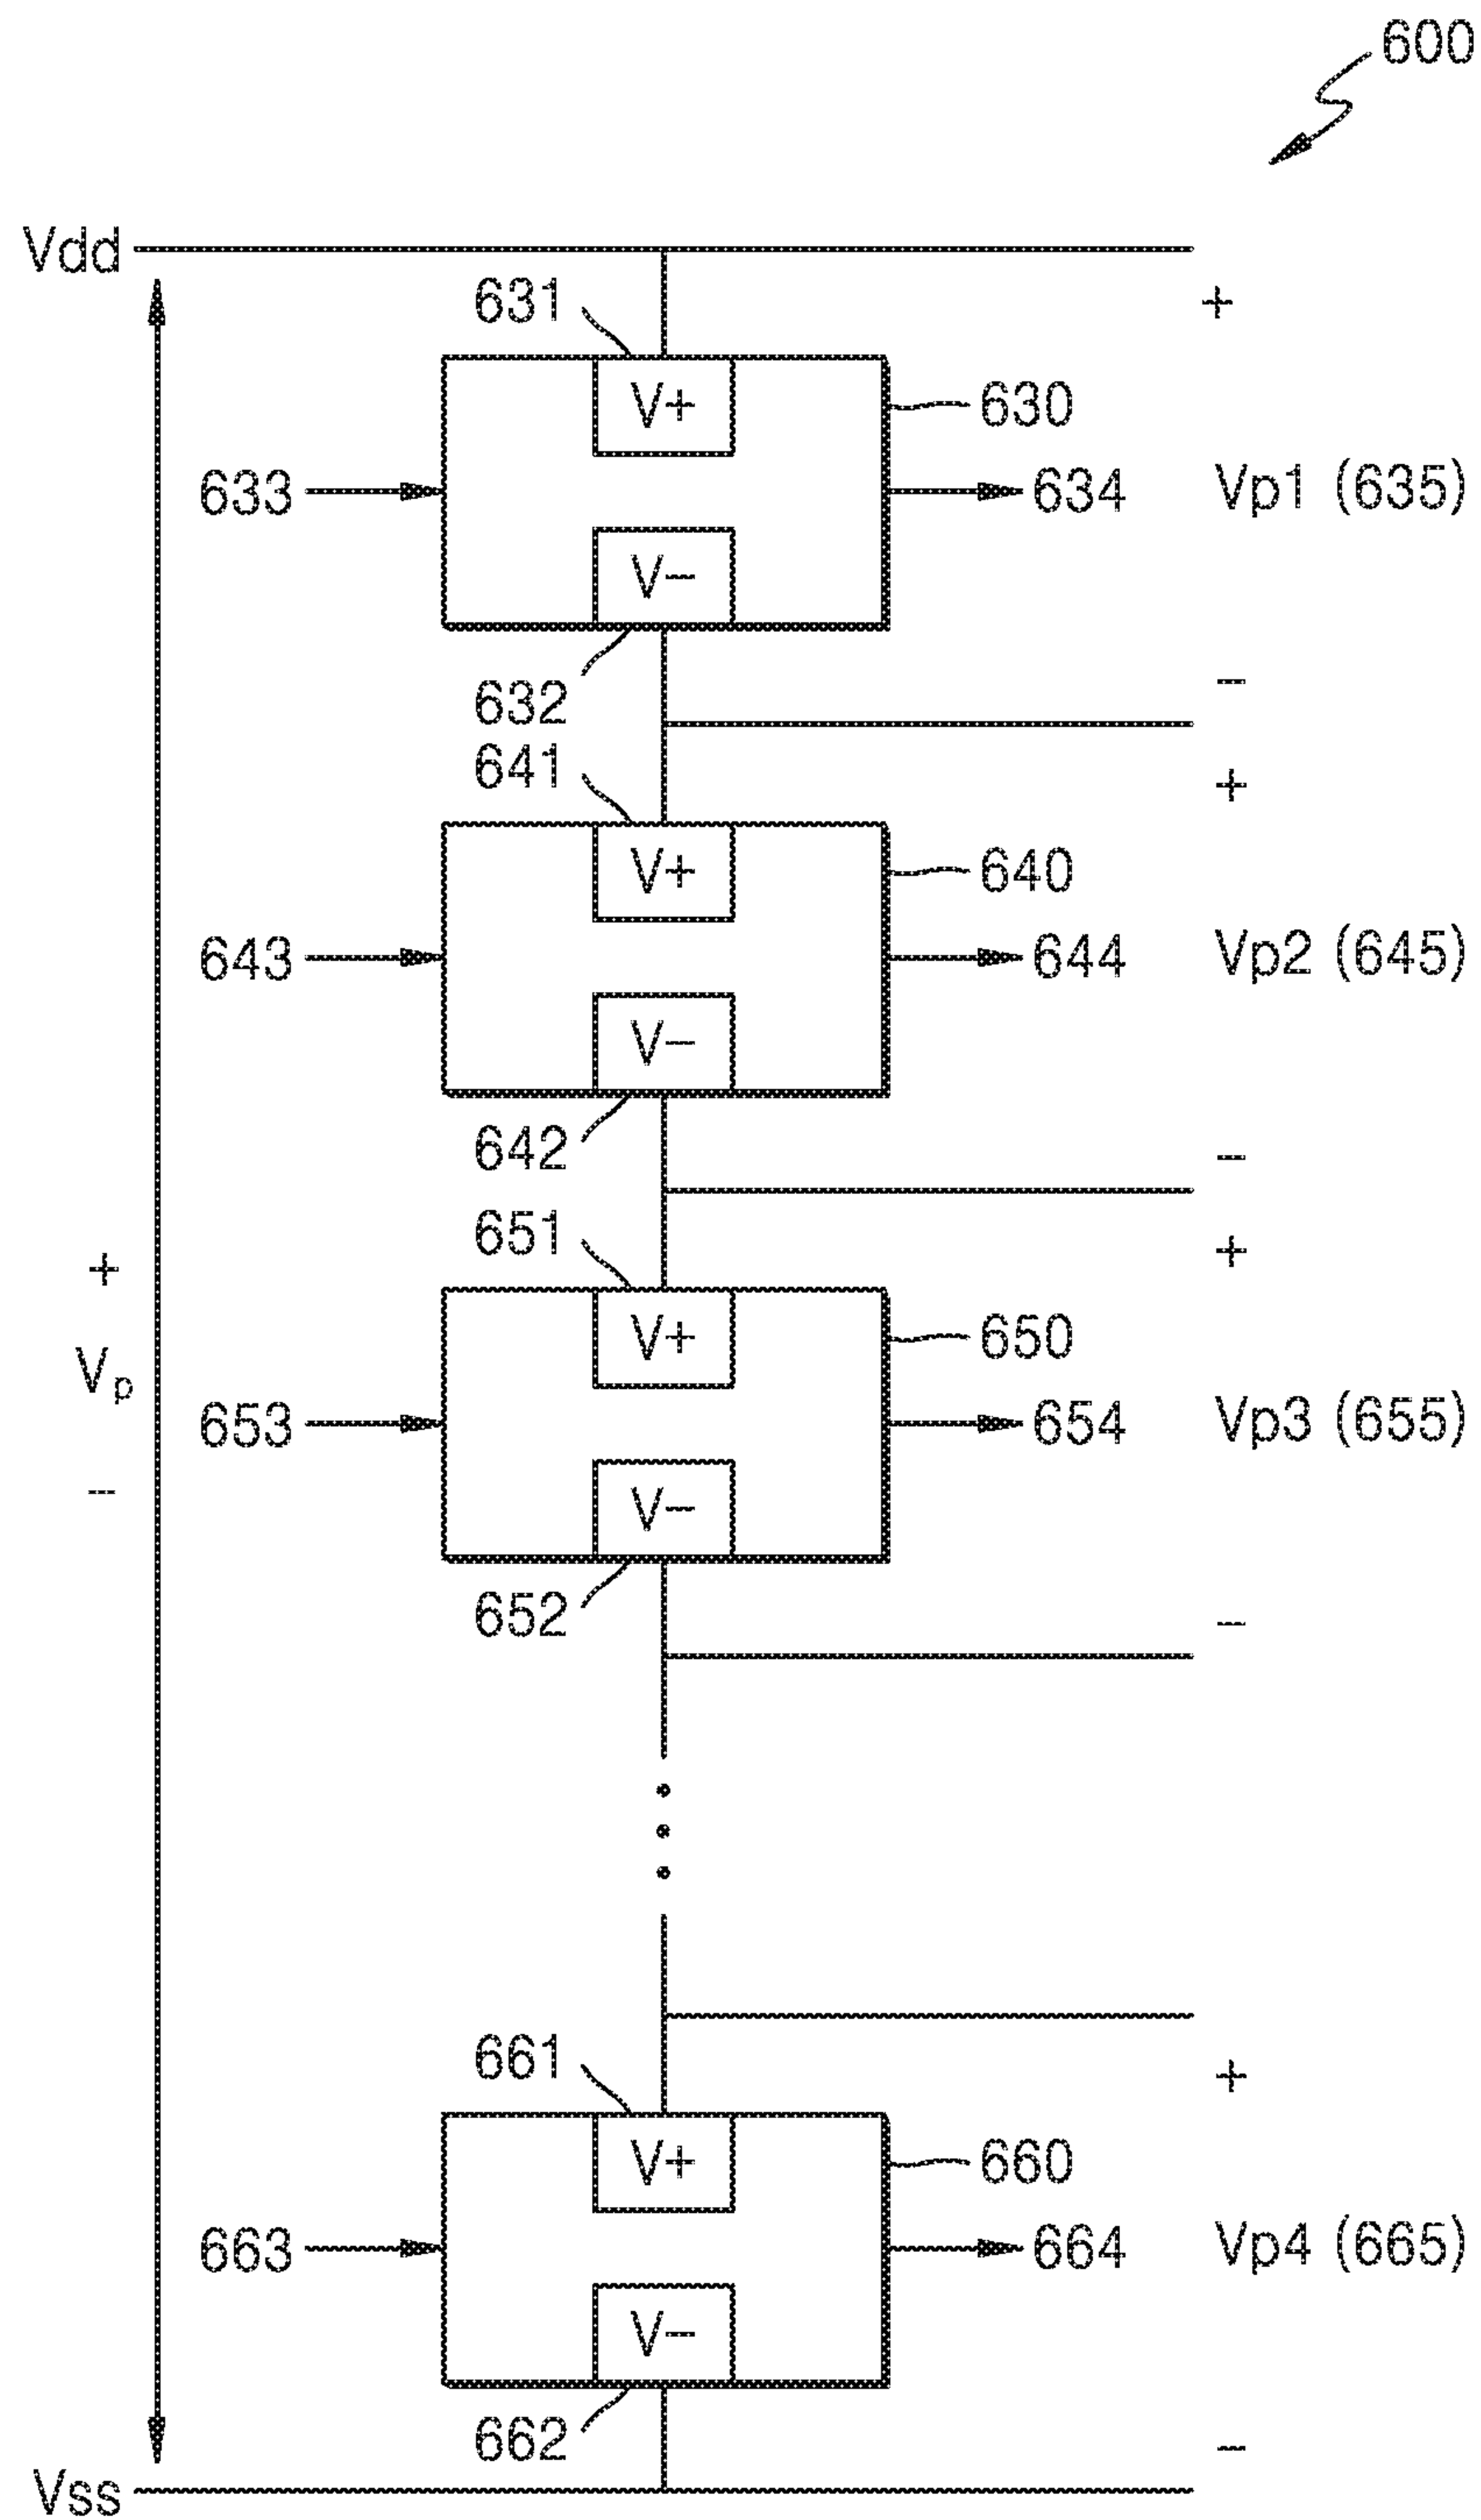 600
Vdd
631
+
V+
630
633
634
Vp1 (635)
V−
632
−
641
+
V+
640
643
644
Vp2 (645)
V−
642
−
651
+
+
V+
650
Vp
653
654
Vp3 (655)
−
V−
652
−
661
+
V+
660
663
664
Vp4 (665)
V−
662
−
Vss